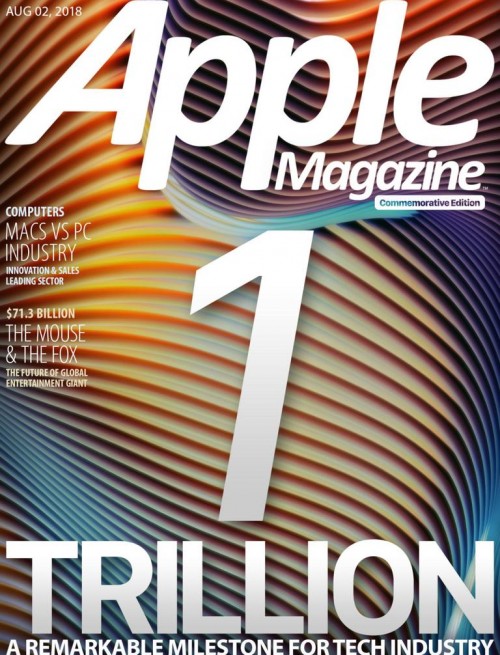 AUG 02, 2018
Apple
Magazine™
Commemorative Edition
COMPUTERS
MACS VS PC
INDUSTRY
INNOVATION & SALES
LEADING SECTOR
$71.3 BILLION
THE MOUSE
& THE FOX
THE FUTURE OF GLOBAL
ENTERTAINMENT GIANT
1
TRILLION
A REMARKABLE MILESTONE FOR TECH INDUSTRY